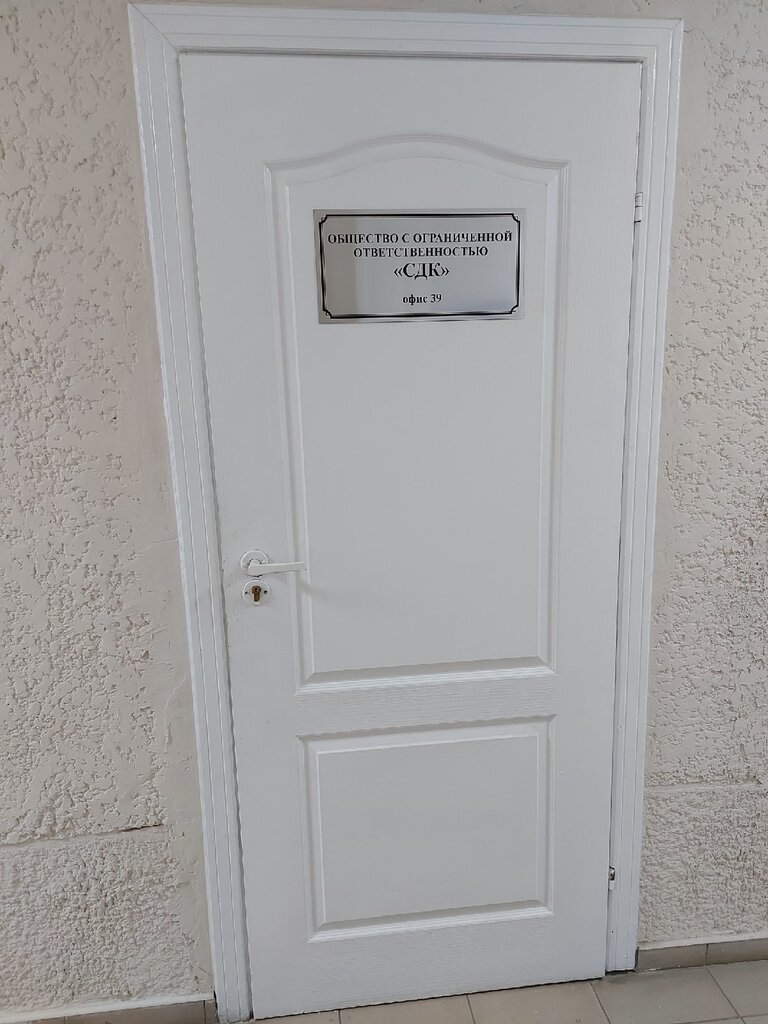 ОБЩЕСТВО С ОГРАНИЧЕННОЙ
ОТВЕТСТВЕННОСТЬЮ
«СДК»
офис 39